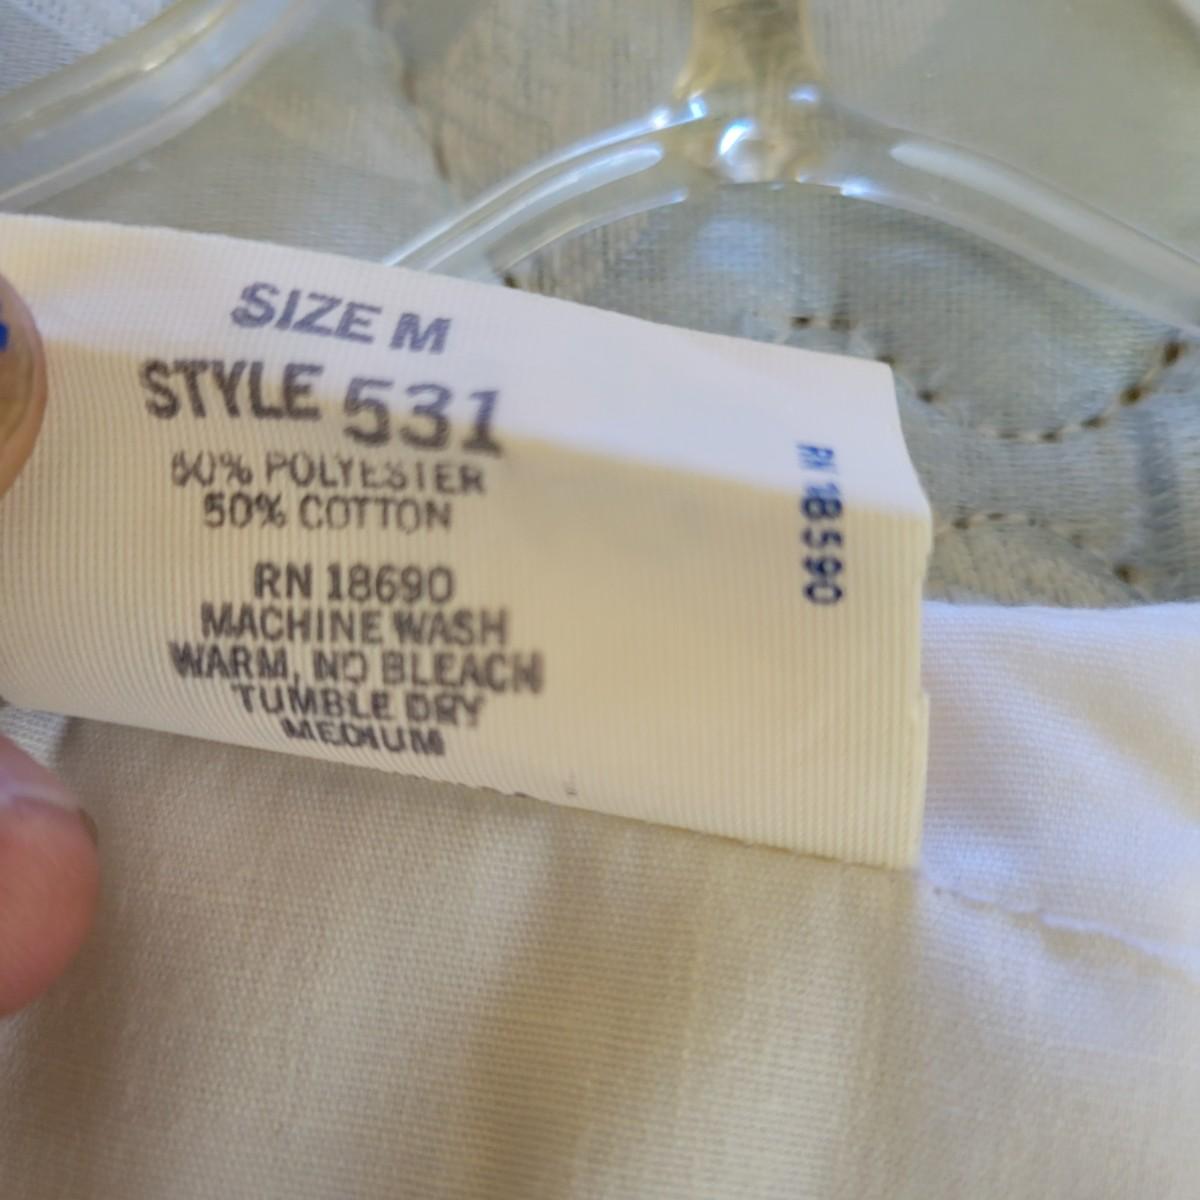 SIZE M
STYLE 531
50% POLYESTER
50% COTTON
RN 18690
MACHINE WASH
WARM, NO BLEACH
TUMBLE DRY
MEDIUM
RN 18590